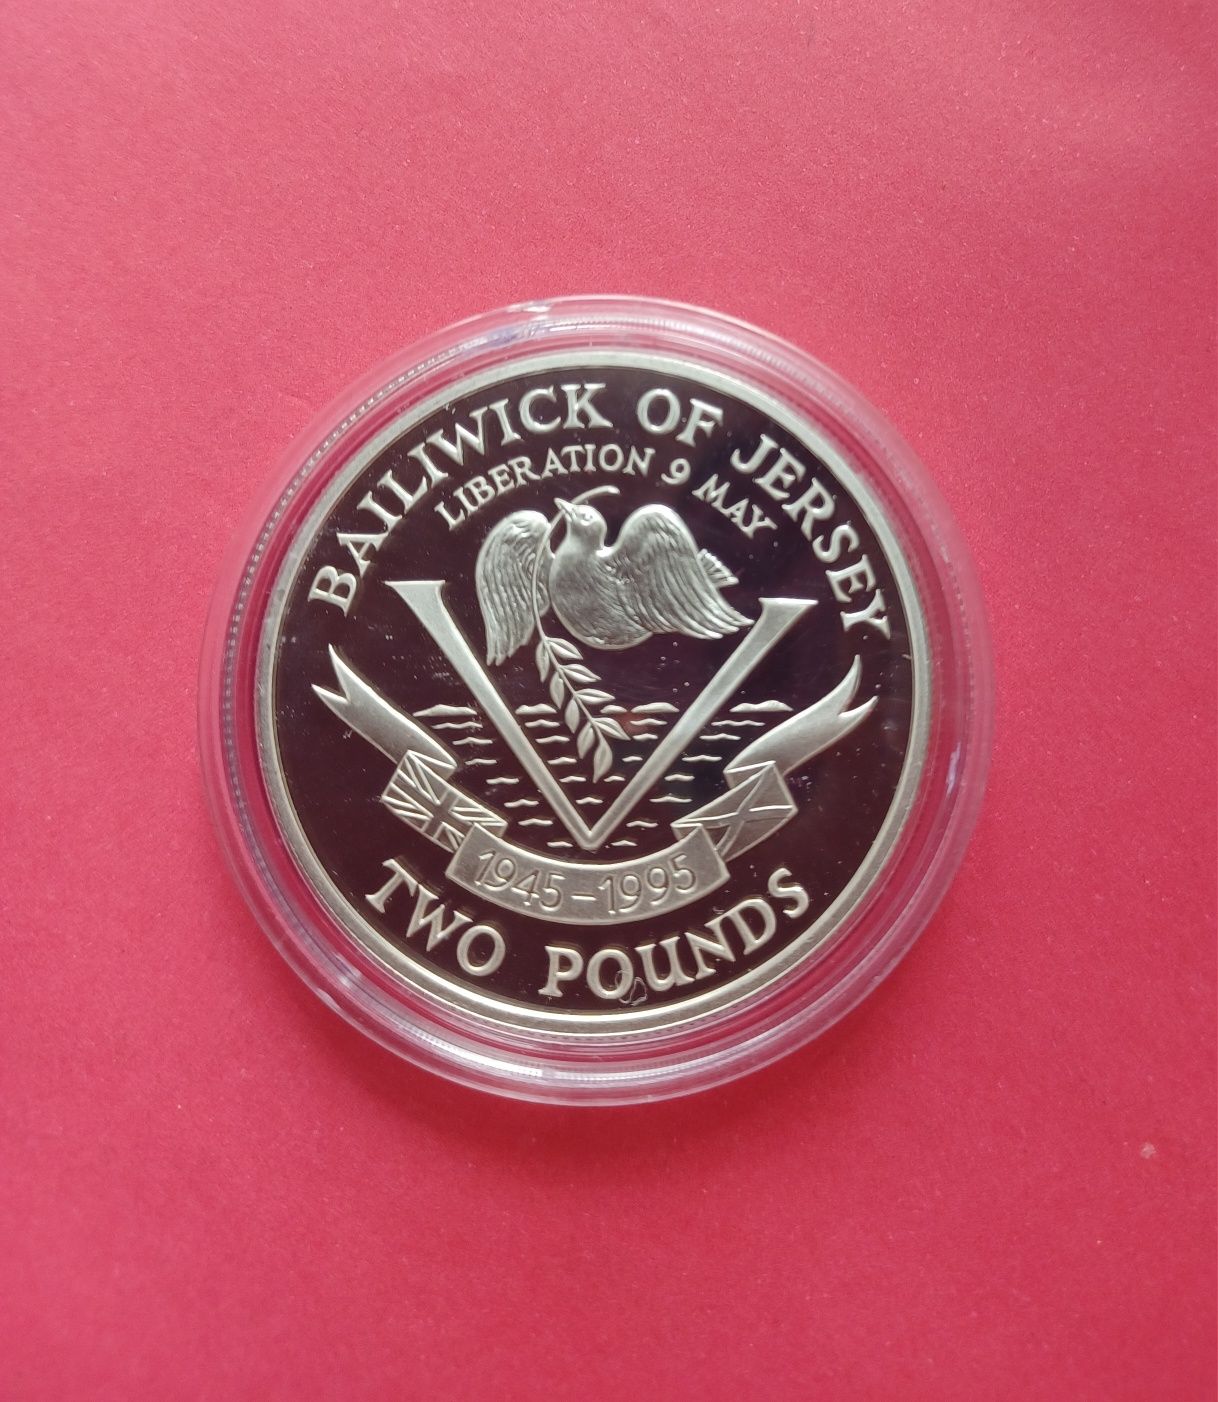 BAILIWICK OF JERSEY
LIBERATION 9 MAY
1945-1995
TWO POUNDS